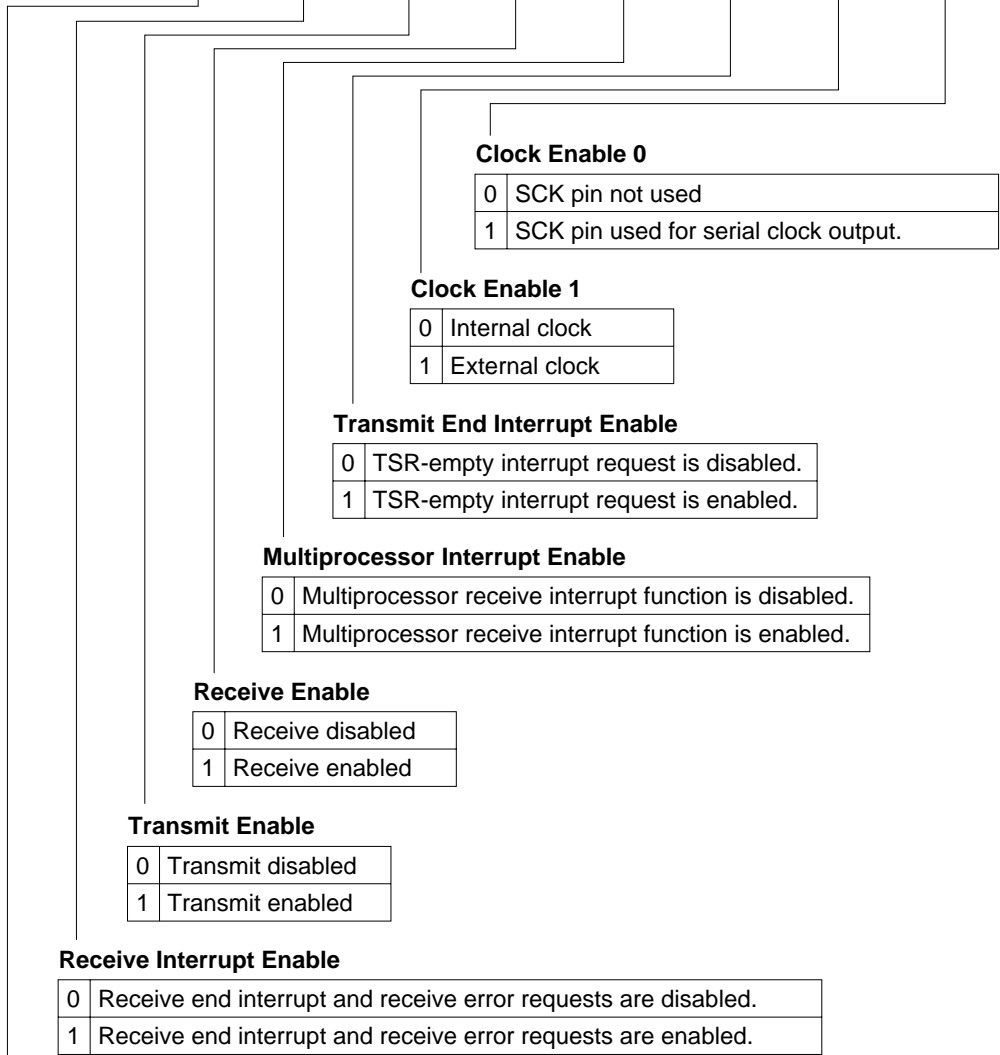 Clock Enable 0
0 SCK pin not used
1 SCK pin used for serial clock output.
Clock Enable 1
0 Internal clock
1 External clock
Transmit End Interrupt Enable
0 TSR-empty interrupt request is disabled.
1 TSR-empty interrupt request is enabled.
Multiprocessor Interrupt Enable
0 Multiprocessor receive interrupt function is disabled.
1 Multiprocessor receive interrupt function is enabled.
Receive Enable
0 Receive disabled
1 Receive enabled
Transmit Enable
0 Transmit disabled
1 Transmit enabled
Receive Interrupt Enable
0 Receive end interrupt and receive error requests are disabled.
1 Receive end interrupt and receive error requests are enabled.